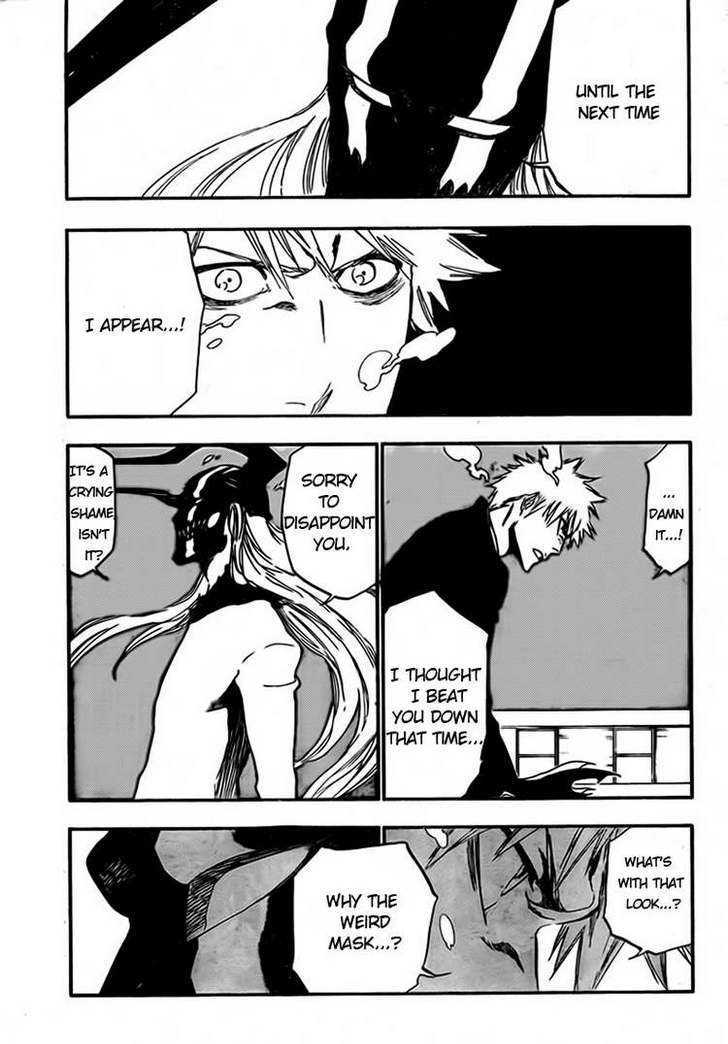 UNTIL THE
NEXT TIME
I APPEAR...!
...
DAMN
IT...!
I THOUGHT
I BEAT
YOU DOWN
THAT TIME...
SORRY
TO
DISAPPOINT
YOU.
IT'S A
CRYING
SHAME
ISN'T
IT?
WHAT'S
WITH THAT
LOOK...?
WHY THE
WEIRD
MASK...?